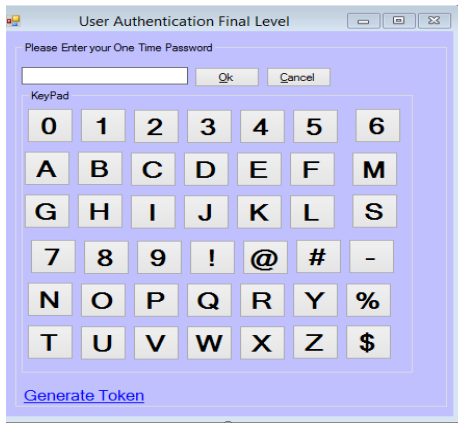 User Authentication Final Level
Please Enter your One Time Password
Ok Cancel
KeyPad
0 1 2 3 4 5 6
A B C D E F M
G H I J K L S
7 8 9 ! @ # -
N O P Q R Y %
T U V W X Z $
Generate Token